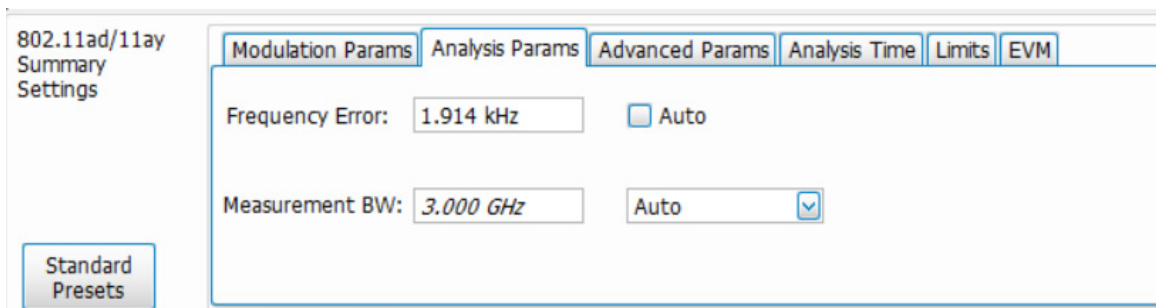 802.11ad/11ay
Summary
Settings
Modulation Params Analysis Params Advanced Params Analysis Time Limits EVM
Frequency Error: 1.914 kHz Auto
Measurement BW: 3.000 GHz Auto
Standard
Presets